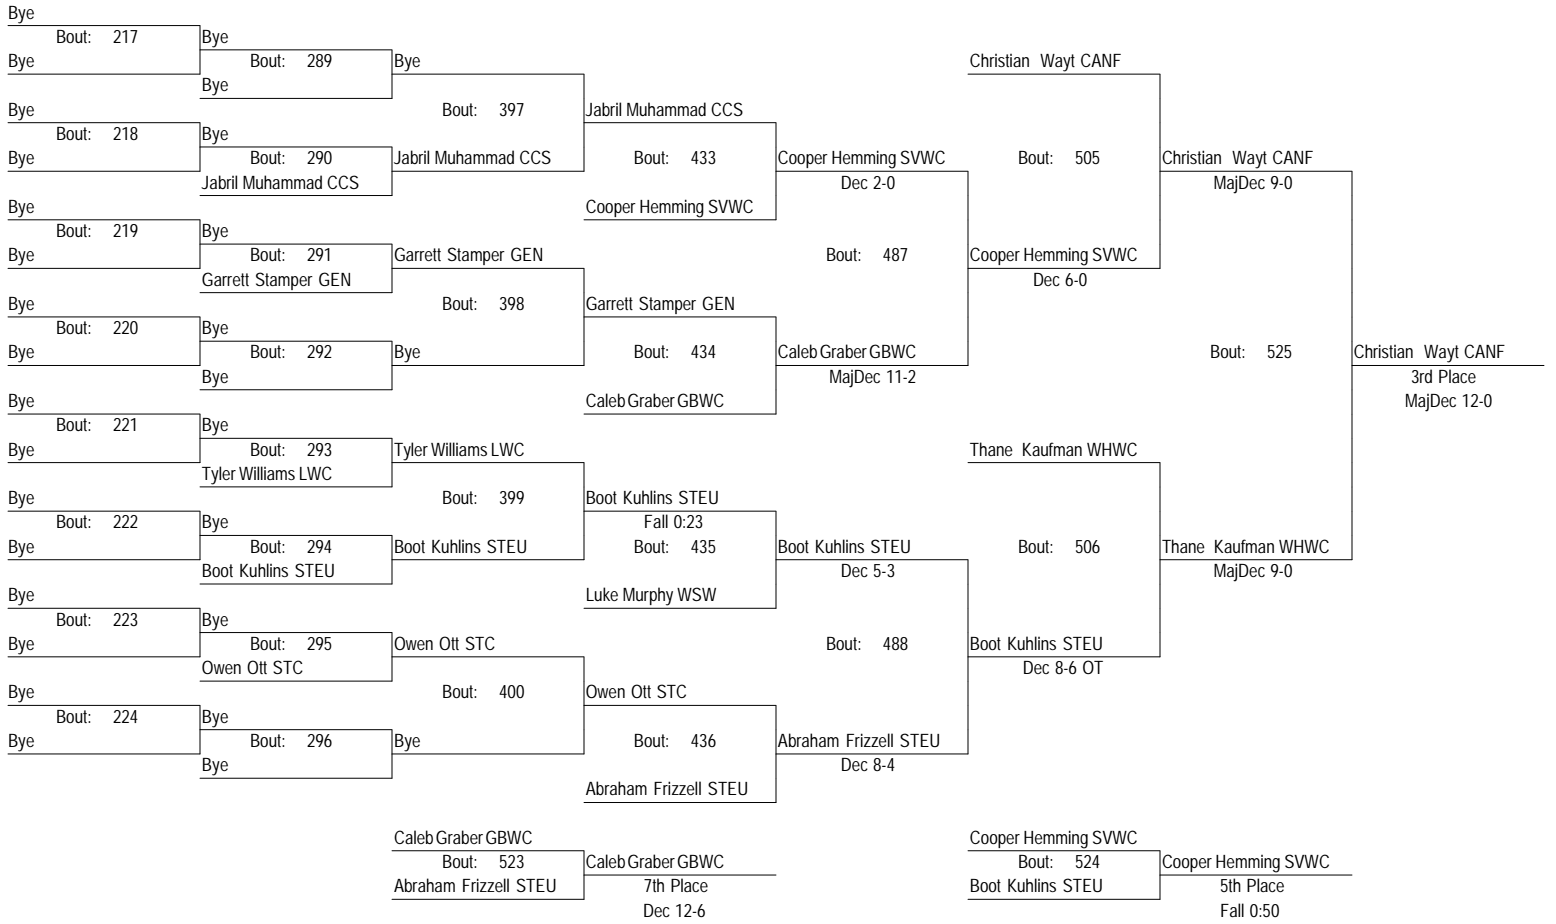 Bye
Bout: 217
Bye
Bye
Bout: 289
Bye
Bye
Bye
Bout: 218
Bye
Bye
Bout: 290
Jabril Muhammad CCS
Bout: 397
Jabril Muhammad CCS
Jabril Muhammad CCS
Bout: 433
Cooper Hemming SVWC
Cooper Hemming SVWC
Dec 2-0
Bye
Bout: 219
Bye
Bye
Bout: 291
Garrett Stamper GEN
Garrett Stamper GEN
Bout: 398
Bye
Bout: 220
Bye
Bye
Bout: 292
Bye
Bye
Garrett Stamper GEN
Bout: 434
Caleb Graber GBWC
Caleb Graber GBWC
MajDec 11-2
Bout: 487
Cooper Hemming SVWC
Dec 6-0
Christian Wayt CANF
Bout: 505
Christian Wayt CANF
MajDec 9-0
Bye
Bout: 221
Bye
Bye
Bout: 293
Tyler Williams LWC
Tyler Williams LWC
Bout: 399
Bye
Bout: 222
Bye
Bye
Bout: 294
Boot Kuhlins STEU
Boot Kuhlins STEU
Boot Kuhlins STEU
Fall 0:23
Bout: 435
Luke Murphy WSW
Boot Kuhlins STEU
Dec 5-3
Bye
Bout: 223
Bye
Bye
Bout: 295
Owen Ott STC
Owen Ott STC
Bout: 400
Bye
Bout: 224
Bye
Bye
Bout: 296
Bye
Bye
Owen Ott STC
Bout: 436
Abraham Frizzell STEU
Abraham Frizzell STEU
Dec 8-4
Bout: 488
Boot Kuhlins STEU
Dec 8-6 OT
Thane Kaufman WHWC
Bout: 506
Thane Kaufman WHWC
MajDec 9-0
Bout: 525
Christian Wayt CANF
3rd Place
MajDec 12-0
Caleb Graber GBWC
Bout: 523
Abraham Frizzell STEU
Caleb Graber GBWC
7th Place
Dec 12-6
Cooper Hemming SVWC
Bout: 524
Boot Kuhlins STEU
Cooper Hemming SVWC
5th Place
Fall 0:50